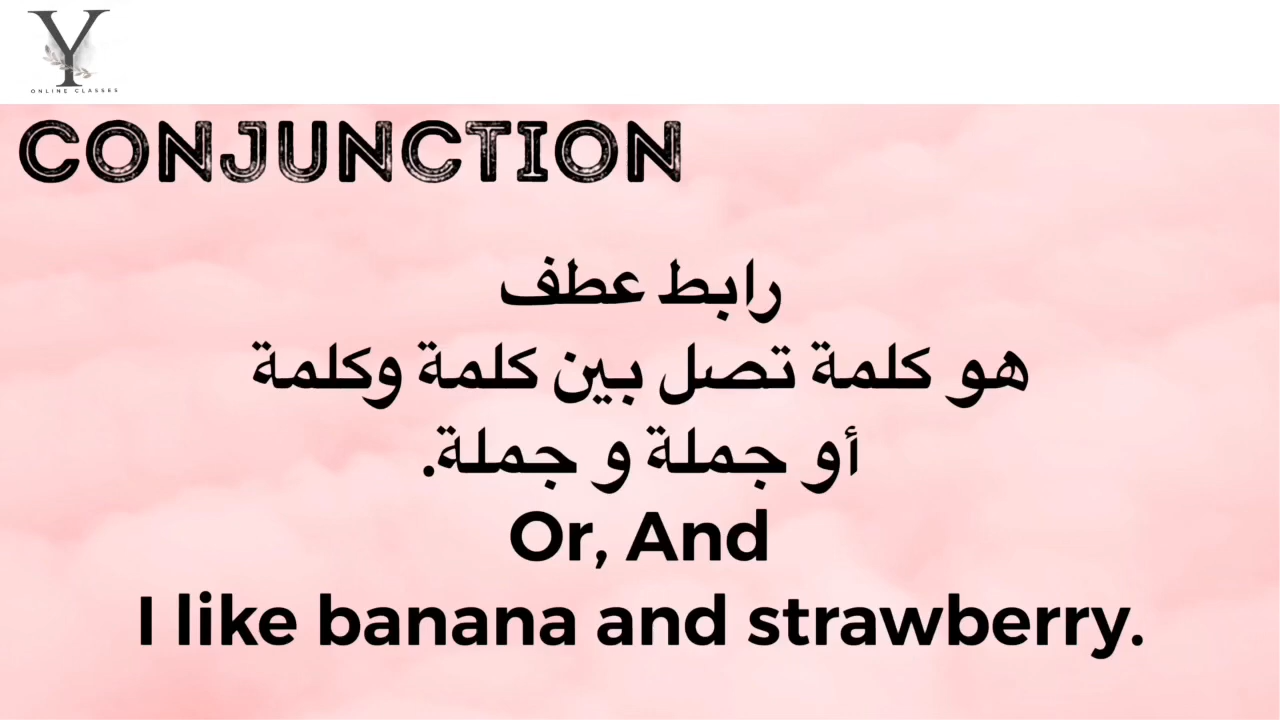 Y
ONLINE CLASSES
CONJUNCTION
رابط عطف
هو كلمة تصل بين كلمة وكلمة
أو جملة و جملة.
Or, And
I like banana and strawberry.